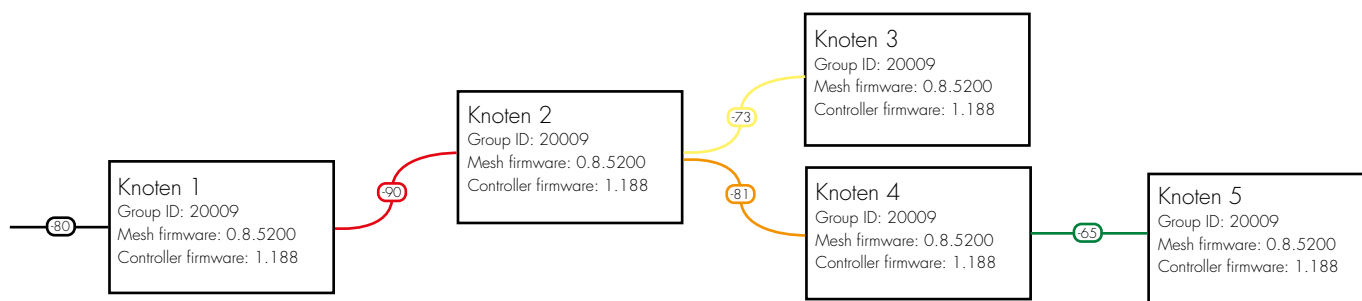 -80
Knoten 1
Group ID: 20009
Mesh firmware: 0.8.5200
Controller firmware: 1.188
-90
Knoten 2
Group ID: 20009
Mesh firmware: 0.8.5200
Controller firmware: 1.188
-73
Knoten 3
Group ID: 20009
Mesh firmware: 0.8.5200
Controller firmware: 1.188
-81
Knoten 4
Group ID: 20009
Mesh firmware: 0.8.5200
Controller firmware: 1.188
-65
Knoten 5
Group ID: 20009
Mesh firmware: 0.8.5200
Controller firmware: 1.188